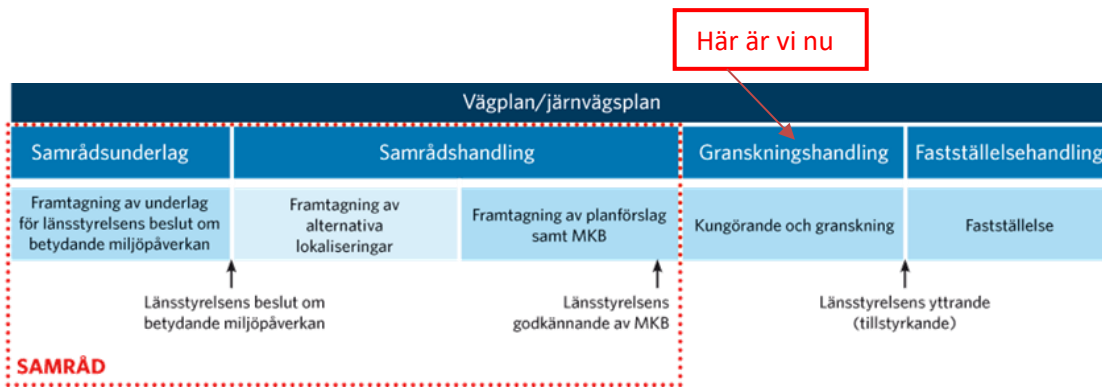 Här är vi nu
Vägplan/järnvägsplan
Samrådsunderlag
Samrådshandling
Granskningshandling
Fastställelsehandling
Framtagning av underlag
för länsstyrelsens beslut om
betydande miljöpåverkan
Framtagning av
alternativa
lokaliseringar
Framtagning av planförslag
samt MKB
Kungörande och granskning
Fastställelse
Länsstyrelsens beslut om
betydande miljöpåverkan
Länsstyrelsens
godkännande av MKB
Länsstyrelsens yttrande
(tillstyrkande)
SAMRÅD